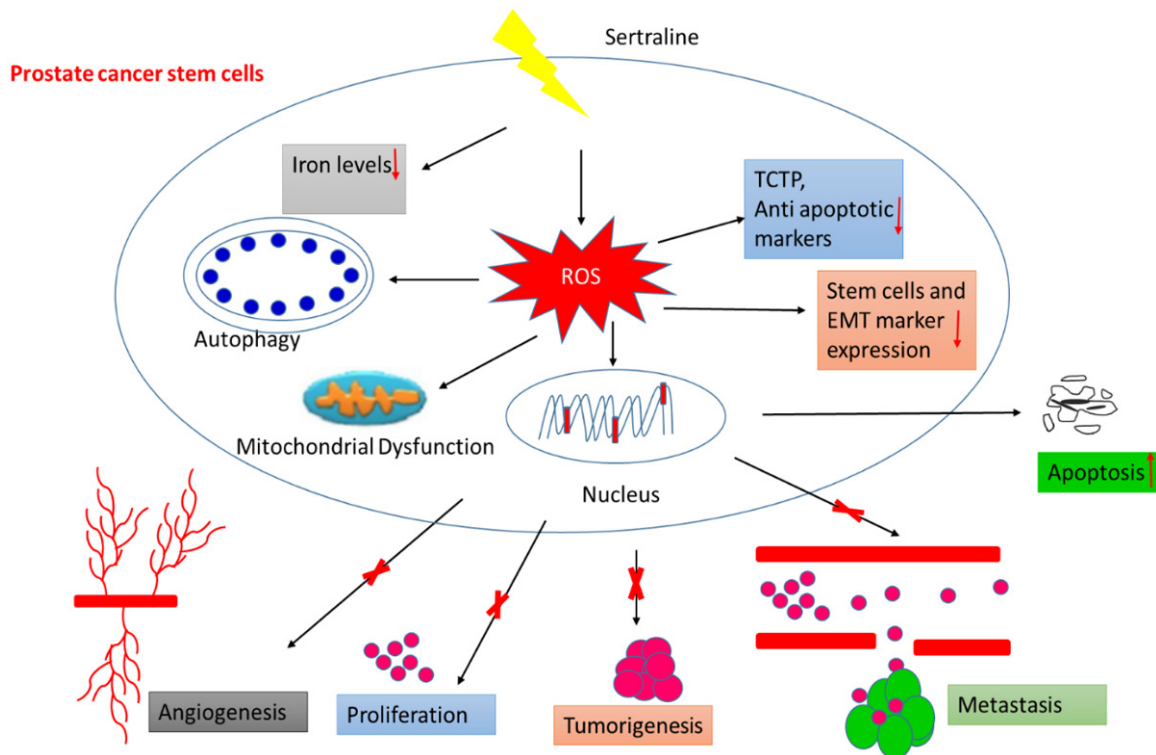 Sertraline
Prostate cancer stem cells
Iron levels
TCTP,
Anti apoptotic
markers
ROS
Stem cells and
EMT marker
expression
Autophagy
Mitochondrial Dysfunction
Nucleus
Apoptosis
Angiogenesis
Proliferation
Tumorigenesis
Metastasis